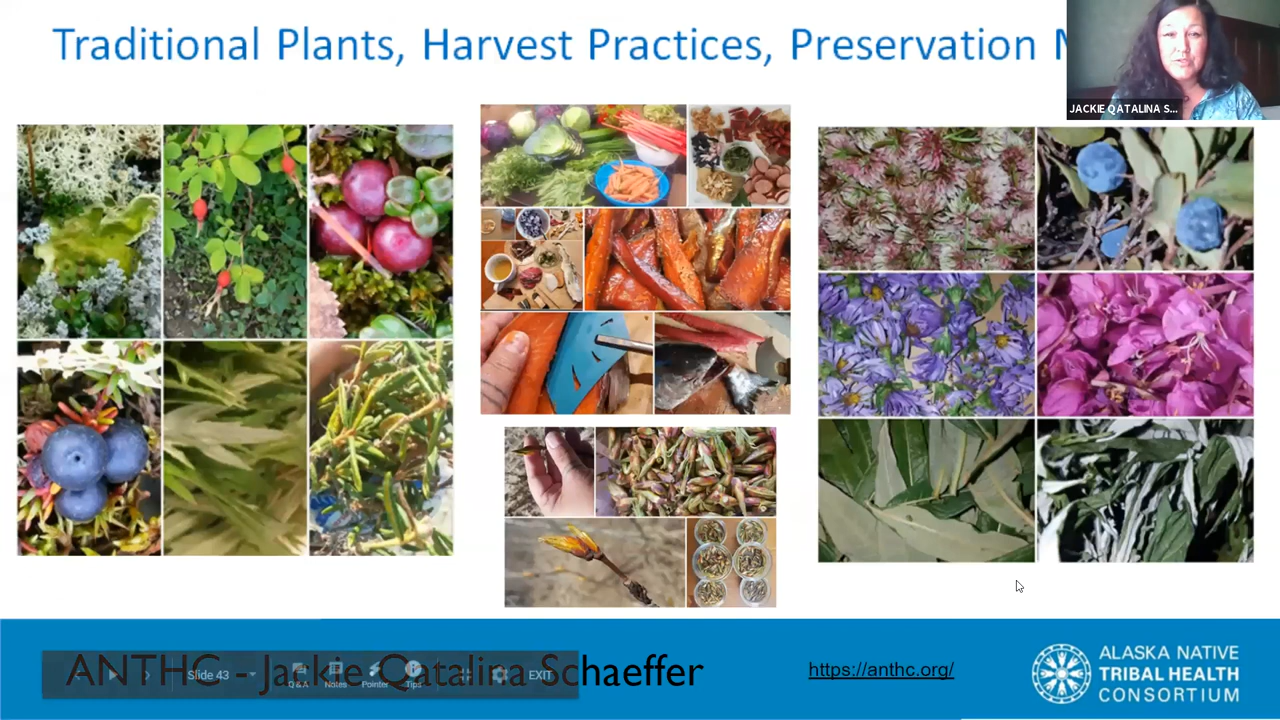 Traditional Plants, Harvest Practices, Preservation
JACKIE QATALINA S...
ANTHC - Jackie Qatalina Schaeffer
Slide 43
Q&A
Notes
Pointer
Tips
EXIT
https://anthc.org/
ALASKA NATIVE
TRIBAL HEALTH
CONSORTIUM